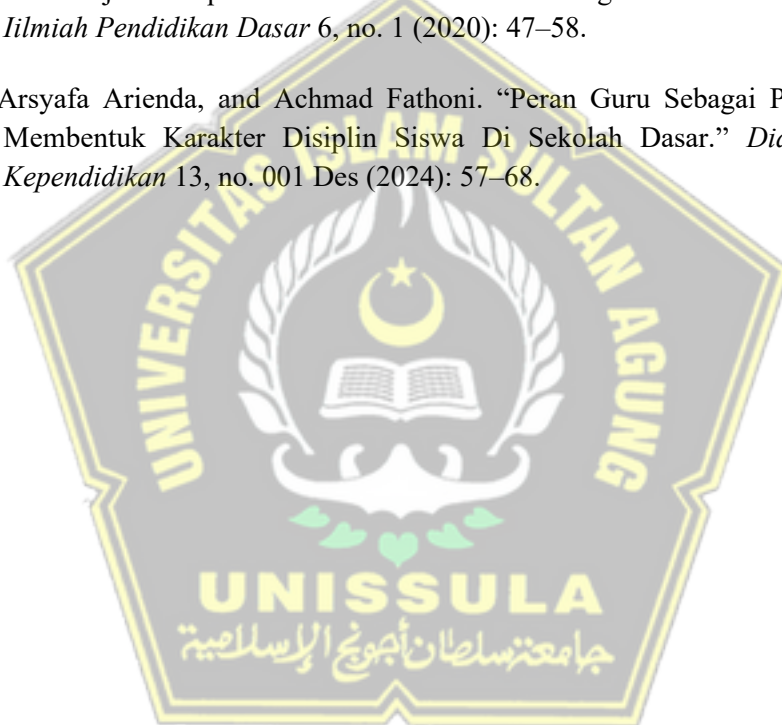 Iilmiah Pendidikan Dasar 6, no. 1 (2020): 47–58.
Arsyafa Arienda, and Achmad Fathoni. “Peran Guru Sebagai
Membentuk Karakter Disiplin Siswa Di Sekolah Dasar.”
Kependidikan 13, no. 001 Des (2024): 57–68.
UNIVERSITAS ISLAM SULTAN AGUNG
UNISSULA
جامعة سلطان أجونج الإسلامية